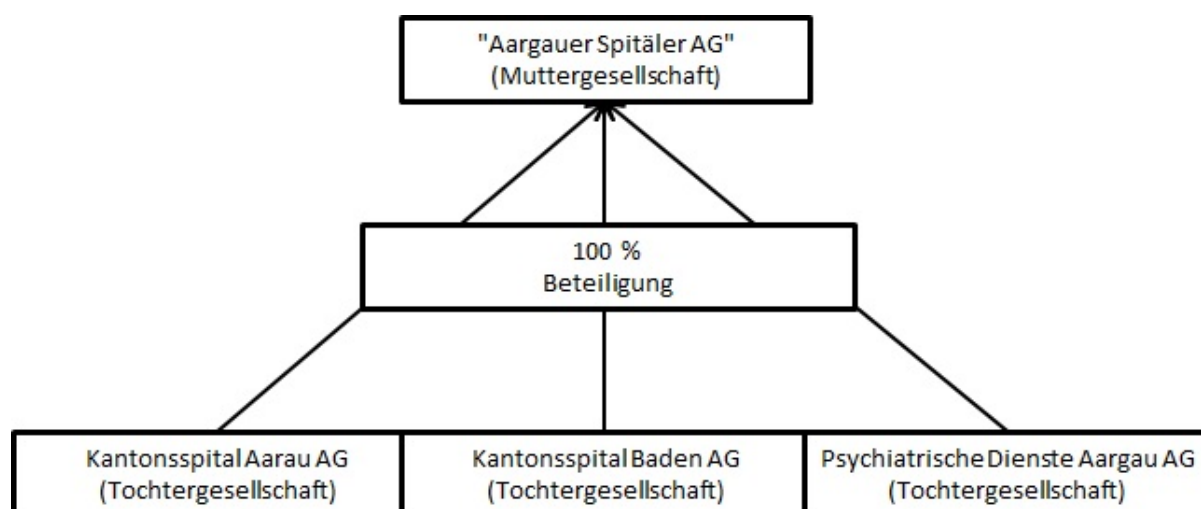 "Aargauer Spitäler AG"
(Muttergesellschaft)
100 %
Beteiligung
Kantonsspital Aarau AG
(Tochtergesellschaft)
Kantonsspital Baden AG
(Tochtergesellschaft)
Psychiatrische Dienste Aargau AG
(Tochtergesellschaft)